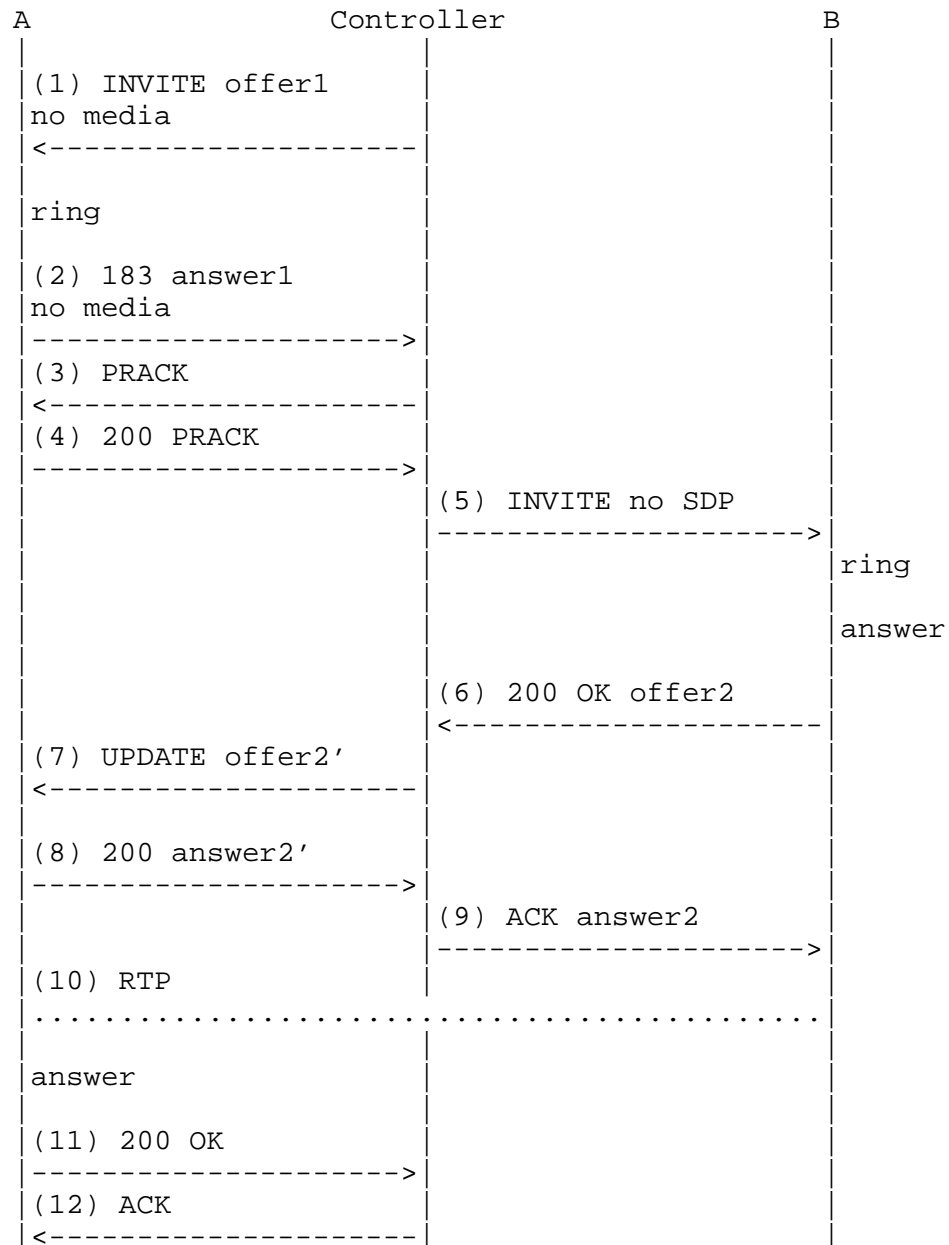 A Controller B
(1) INVITE offer1
no media
<---------------------
ring
(2) 183 answer1
no media
--------------------->
(3) PRACK
<---------------------
(4) 200 PRACK
--------------------->
(5) INVITE no SDP
--------------------->
ring
answer
(6) 200 OK offer2
<---------------------
(7) UPDATE offer2'
<---------------------
(8) 200 answer2'
--------------------->
(9) ACK answer2
--------------------->
(10) RTP
..............................................
answer
(11) 200 OK
--------------------->
(12) ACK
<---------------------